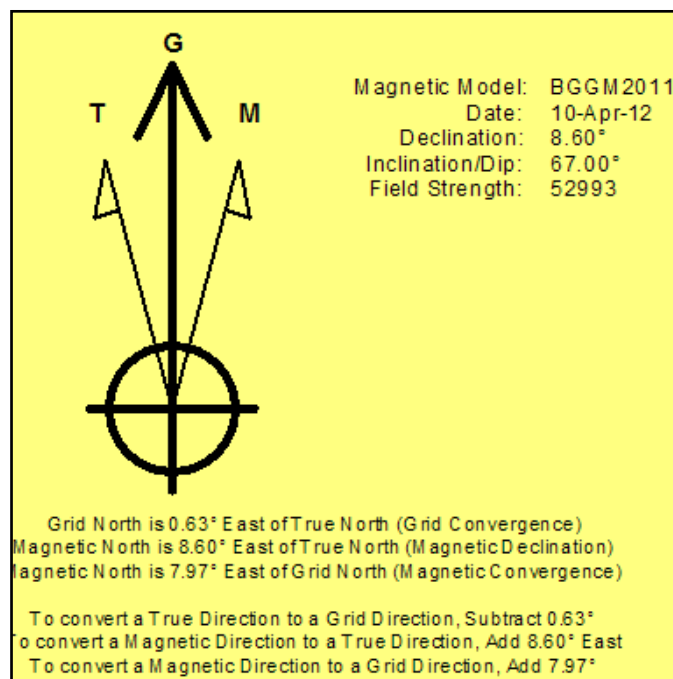 G
T
M
Magnetic Model: BGGM2011
Date: 10-Apr-12
Declination: 8.60°
Inclination/Dip: 67.00°
Field Strength: 52993
Grid North is 0.63° East of True North (Grid Convergence)
Magnetic North is 8.60° East of True North (Magnetic Declination)
Magnetic North is 7.97° East of Grid North (Magnetic Convergence)
To convert a True Direction to a Grid Direction, Subtract 0.63°
To convert a Magnetic Direction to a True Direction, Add 8.60° East
To convert a Magnetic Direction to a Grid Direction, Add 7.97°